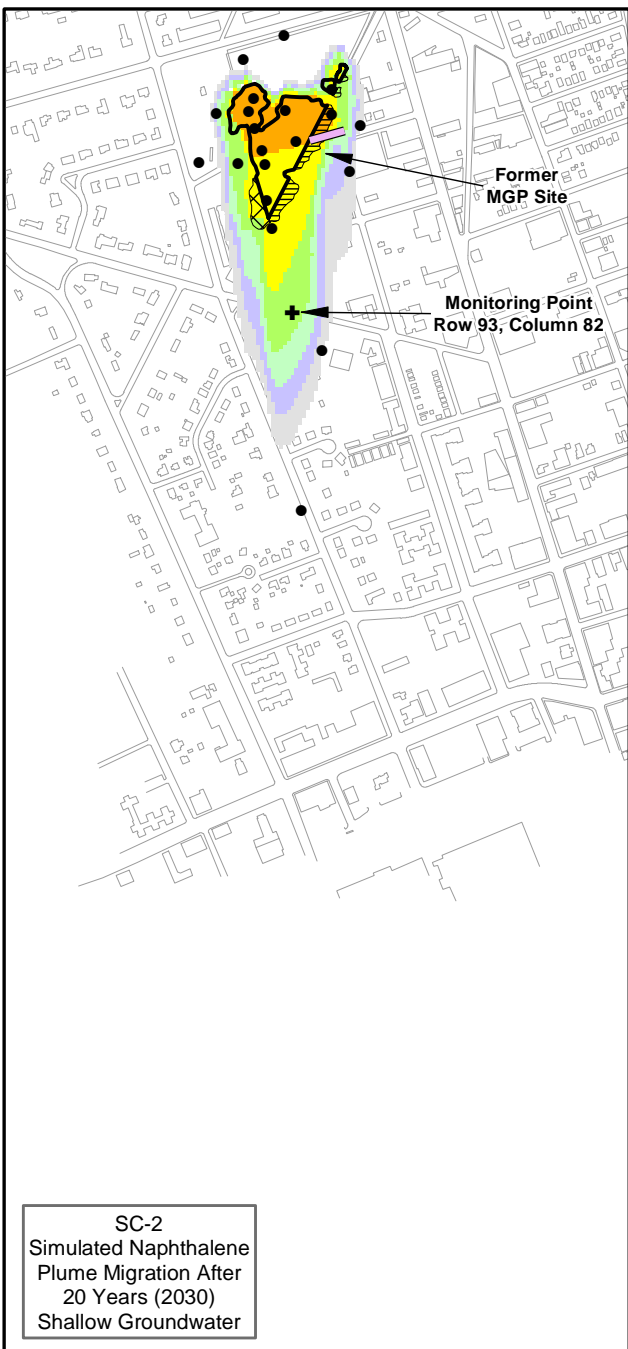 Former
MGP Site
Monitoring Point
Row 93, Column 82
SC-2
Simulated Naphthalene
Plume Migration After
20 Years (2030)
Shallow Groundwater